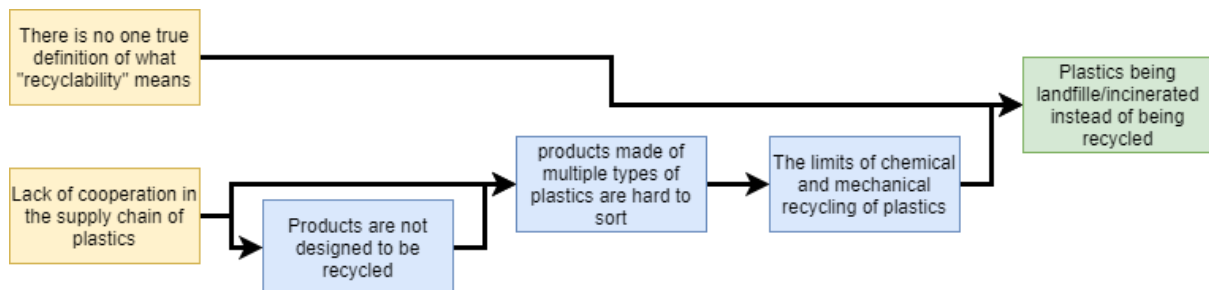 There is no one true
definition of what
"recyclability" means
Plastics being
landfille/incinerated
instead of being
recycled
Lack of cooperation in
the supply chain of
plastics
Products are not
designed to be
recycled
products made of
multiple types of
plastics are hard to
sort
The limits of chemical
and mechanical
recycling of plastics